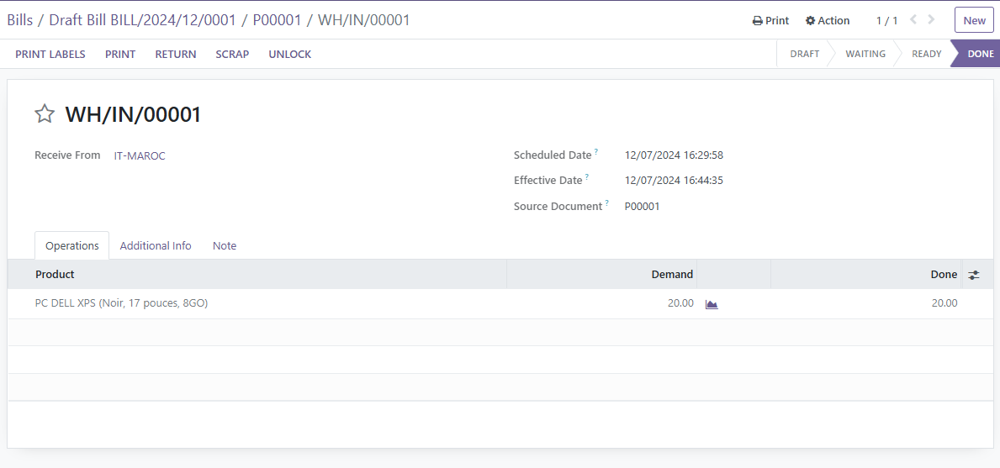 Bills / Draft Bill BILL/2024/12/0001 / P00001 / WH/IN/00001 Print Action 1 / 1 New
PRINT LABELS PRINT RETURN SCRAP UNLOCK DRAFT WAITING READY DONE
WH/IN/00001
Receive From IT-MAROC Scheduled Date ? 12/07/2024 16:29:58
Effective Date ? 12/07/2024 16:44:35
Source Document ? P00001
Operations Additional Info Note
Product Demand Done
PC DELL XPS (Noir, 17 pouces, 8GO) 20.00 20.00